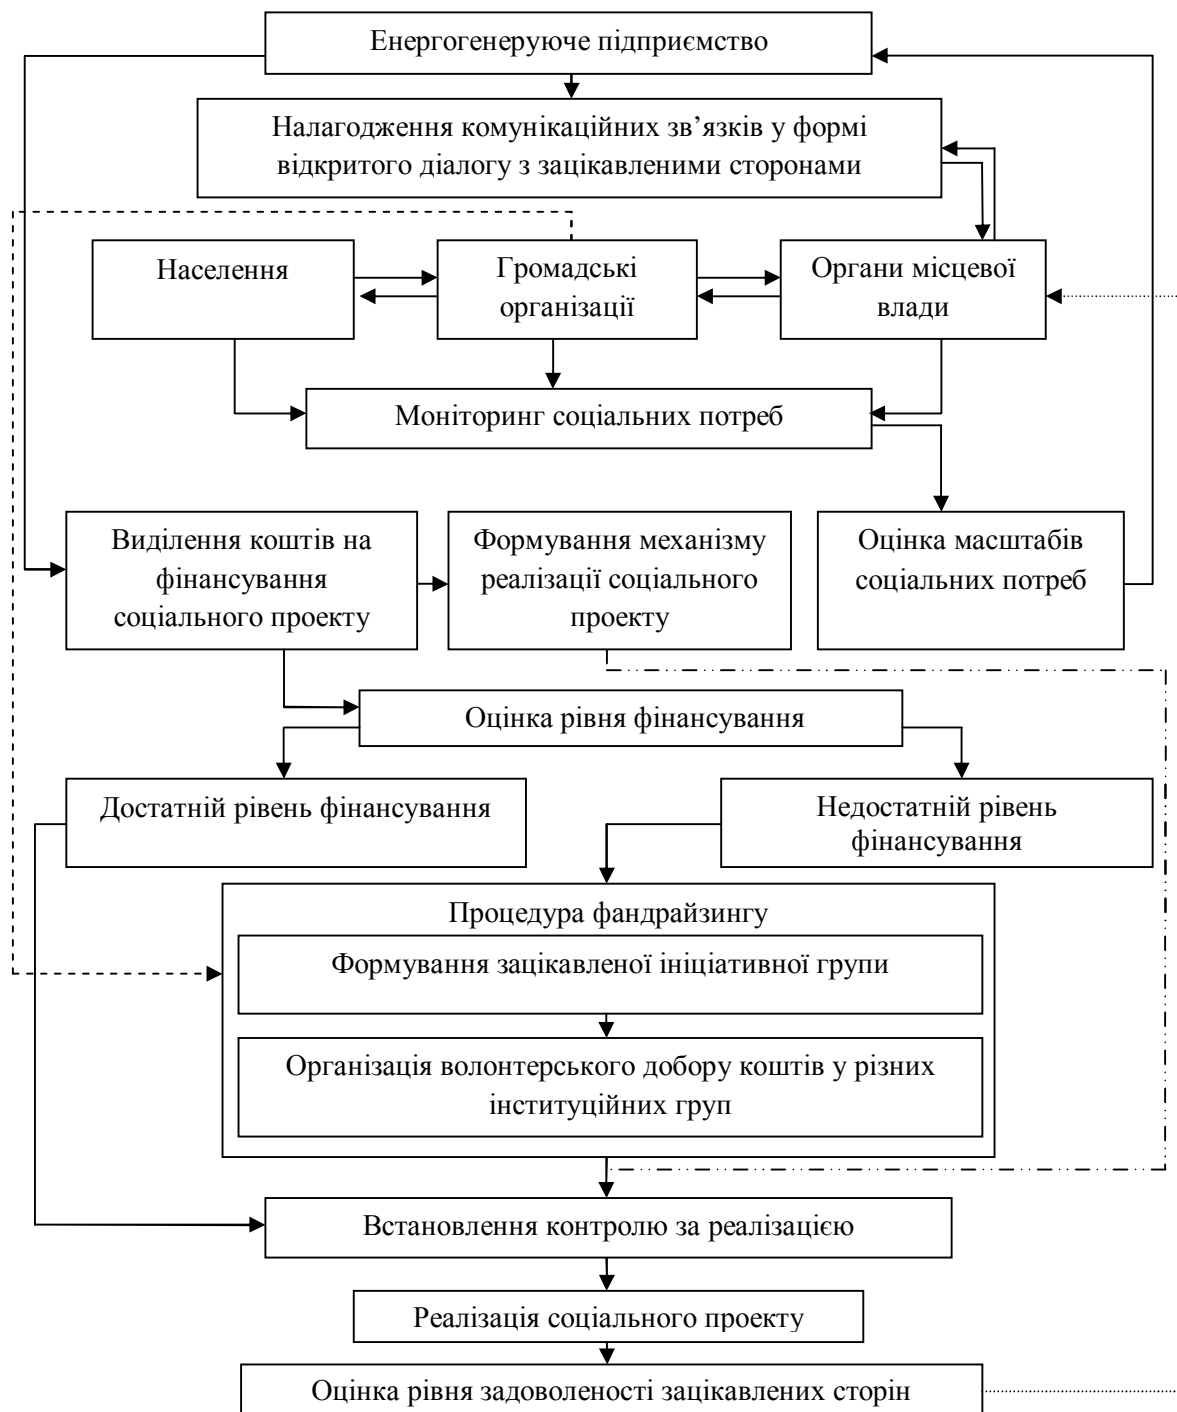 Енергогенеруюче підприємство
Налагодження комунікаційних зв’язків у формі
відкритого діалогу з зацікавленими сторонами
Населення
Громадські
організації
Органи місцевої
влади
Моніторинг соціальних потреб
Виділення коштів на
фінансування
соціального проекту
Формування механізму
реалізації соціального
проекту
Оцінка масштабів
соціальних потреб
Оцінка рівня фінансування
Достатній рівень фінансування
Недостатній рівень
фінансування
Процедура фандрайзингу
Формування зацікавленої ініціативної групи
Організація волонтерського добору коштів у різних
інституційних груп
Встановлення контролю за реалізацією
Реалізація соціального проекту
Оцінка рівня задоволеності зацікавлених сторін